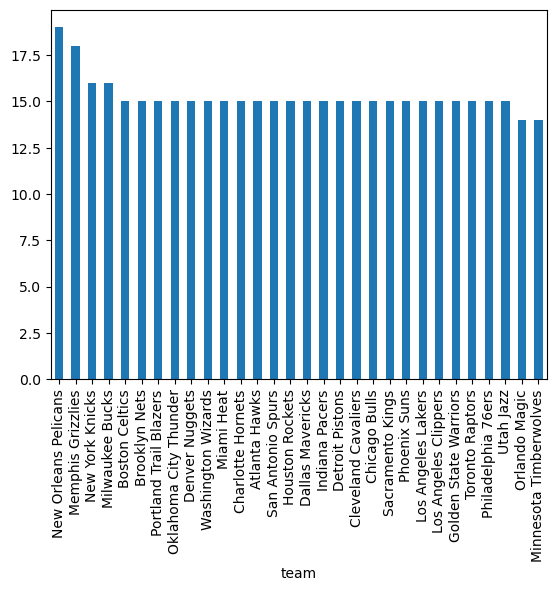 17.5
15.0
12.5
10.0
7.5
5.0
2.5
0.0
New Orleans Pelicans
Memphis Grizzlies
New York Knicks
Milwaukee Bucks
Boston Celtics
Brooklyn Nets
Portland Trail Blazers
Oklahoma City Thunder
Denver Nuggets
Washington Wizards
Miami Heat
Charlotte Hornets
Atlanta Hawks
San Antonio Spurs
Houston Rockets
Dallas Mavericks
Indiana Pacers
Detroit Pistons
Cleveland Cavaliers
Chicago Bulls
Sacramento Kings
Phoenix Suns
Los Angeles Lakers
Los Angeles Clippers
Golden State Warriors
Toronto Raptors
Philadelphia 76ers
Utah Jazz
Orlando Magic
Minnesota Timberwolves
team